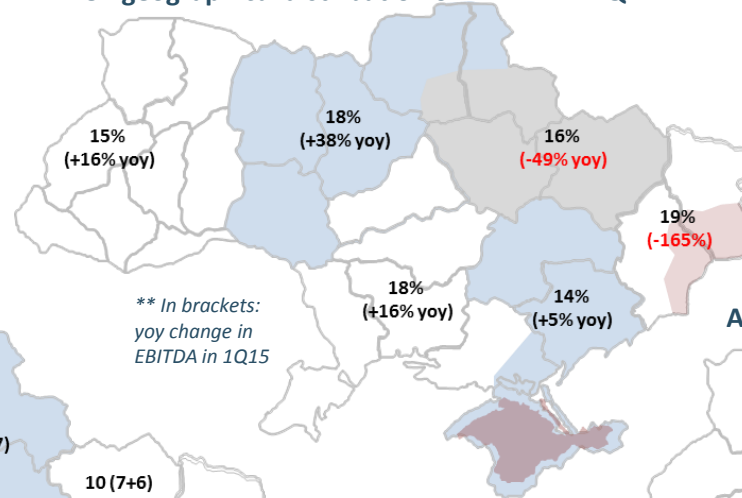 18%
(+38% yoy)
15%
(+16% yoy)
16%
(-49% yoy)
19%
(-165%)
18%
(+16% yoy)
14%
(+5% yoy)
** In brackets:
yoy change in
EBITDA in 1Q15
A
7)
10 (7+6)